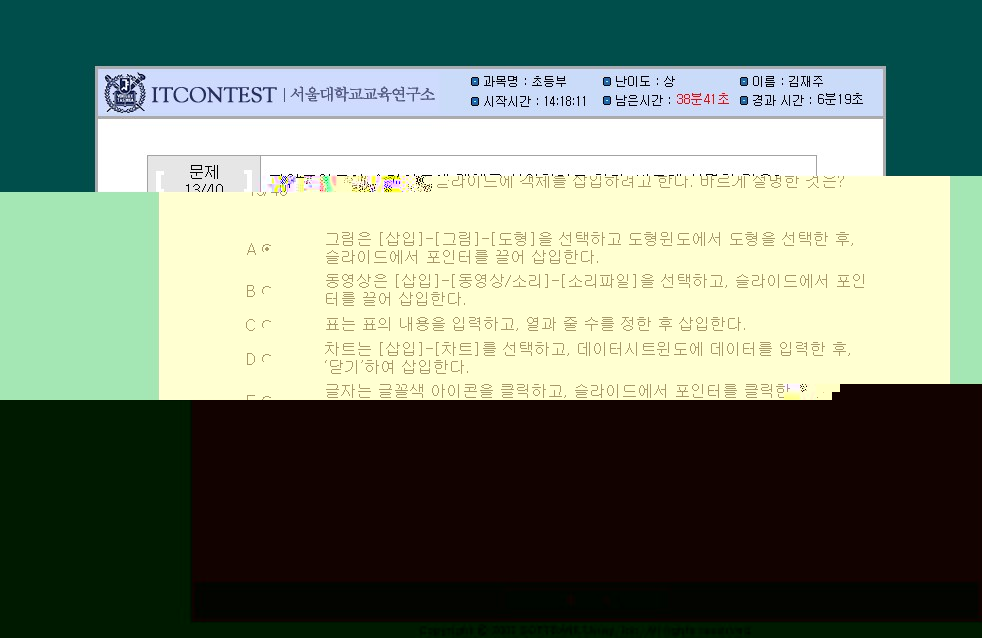 ITCONTEST | 서울대학교교육연구소
과목명 : 초등부 난이도 : 상 이름 : 김재주
시작시간 : 14:18:11 남은시간 : 38분41초 경과 시간 : 6분19초
문제
13/40
슬라이드에 객체를 삽입하려고 한다. 바르게 설명한 것은?
A 그림은 [삽입]-[그림]-[도형]을 선택하고 도형윈도에서 도형을 선택한 후,
슬라이드에서 포인터를 끌어 삽입한다.
B 동영상은 [삽입]-[동영상/소리]-[소리파일]을 선택하고, 슬라이드에서 포인
터를 끌어 삽입한다.
C 표는 표의 내용을 입력하고, 열과 줄 수를 정한 후 삽입한다.
D 차트는 [삽입]-[차트]를 선택하고, 데이터시트윈도에 데이터를 입력한 후,
'닫기'하여 삽입한다.
글자는 글꼴색 아이콘을 클릭하고, 슬라이드에서 포인터를 클릭한